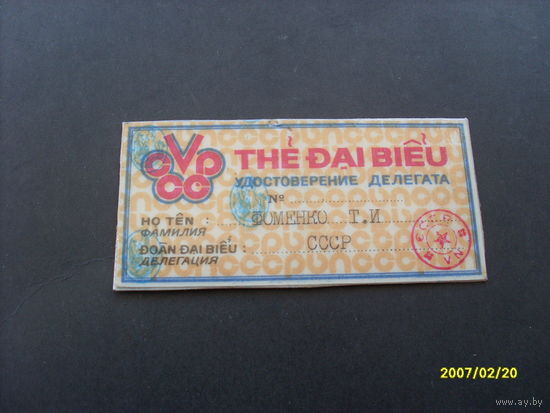 CVPCC
THẺ ĐẠI BIỂU
УДОСТОВЕРЕНИЕ ДЕЛЕГАТА
№
HỌ TÊN : ФОМЕНКО Т.И
ФАМИЛИЯ
ĐOÀN ĐẠI BIỂU : СССР
ДЕЛЕГАЦИЯ
2007/02/20
www.ay.by